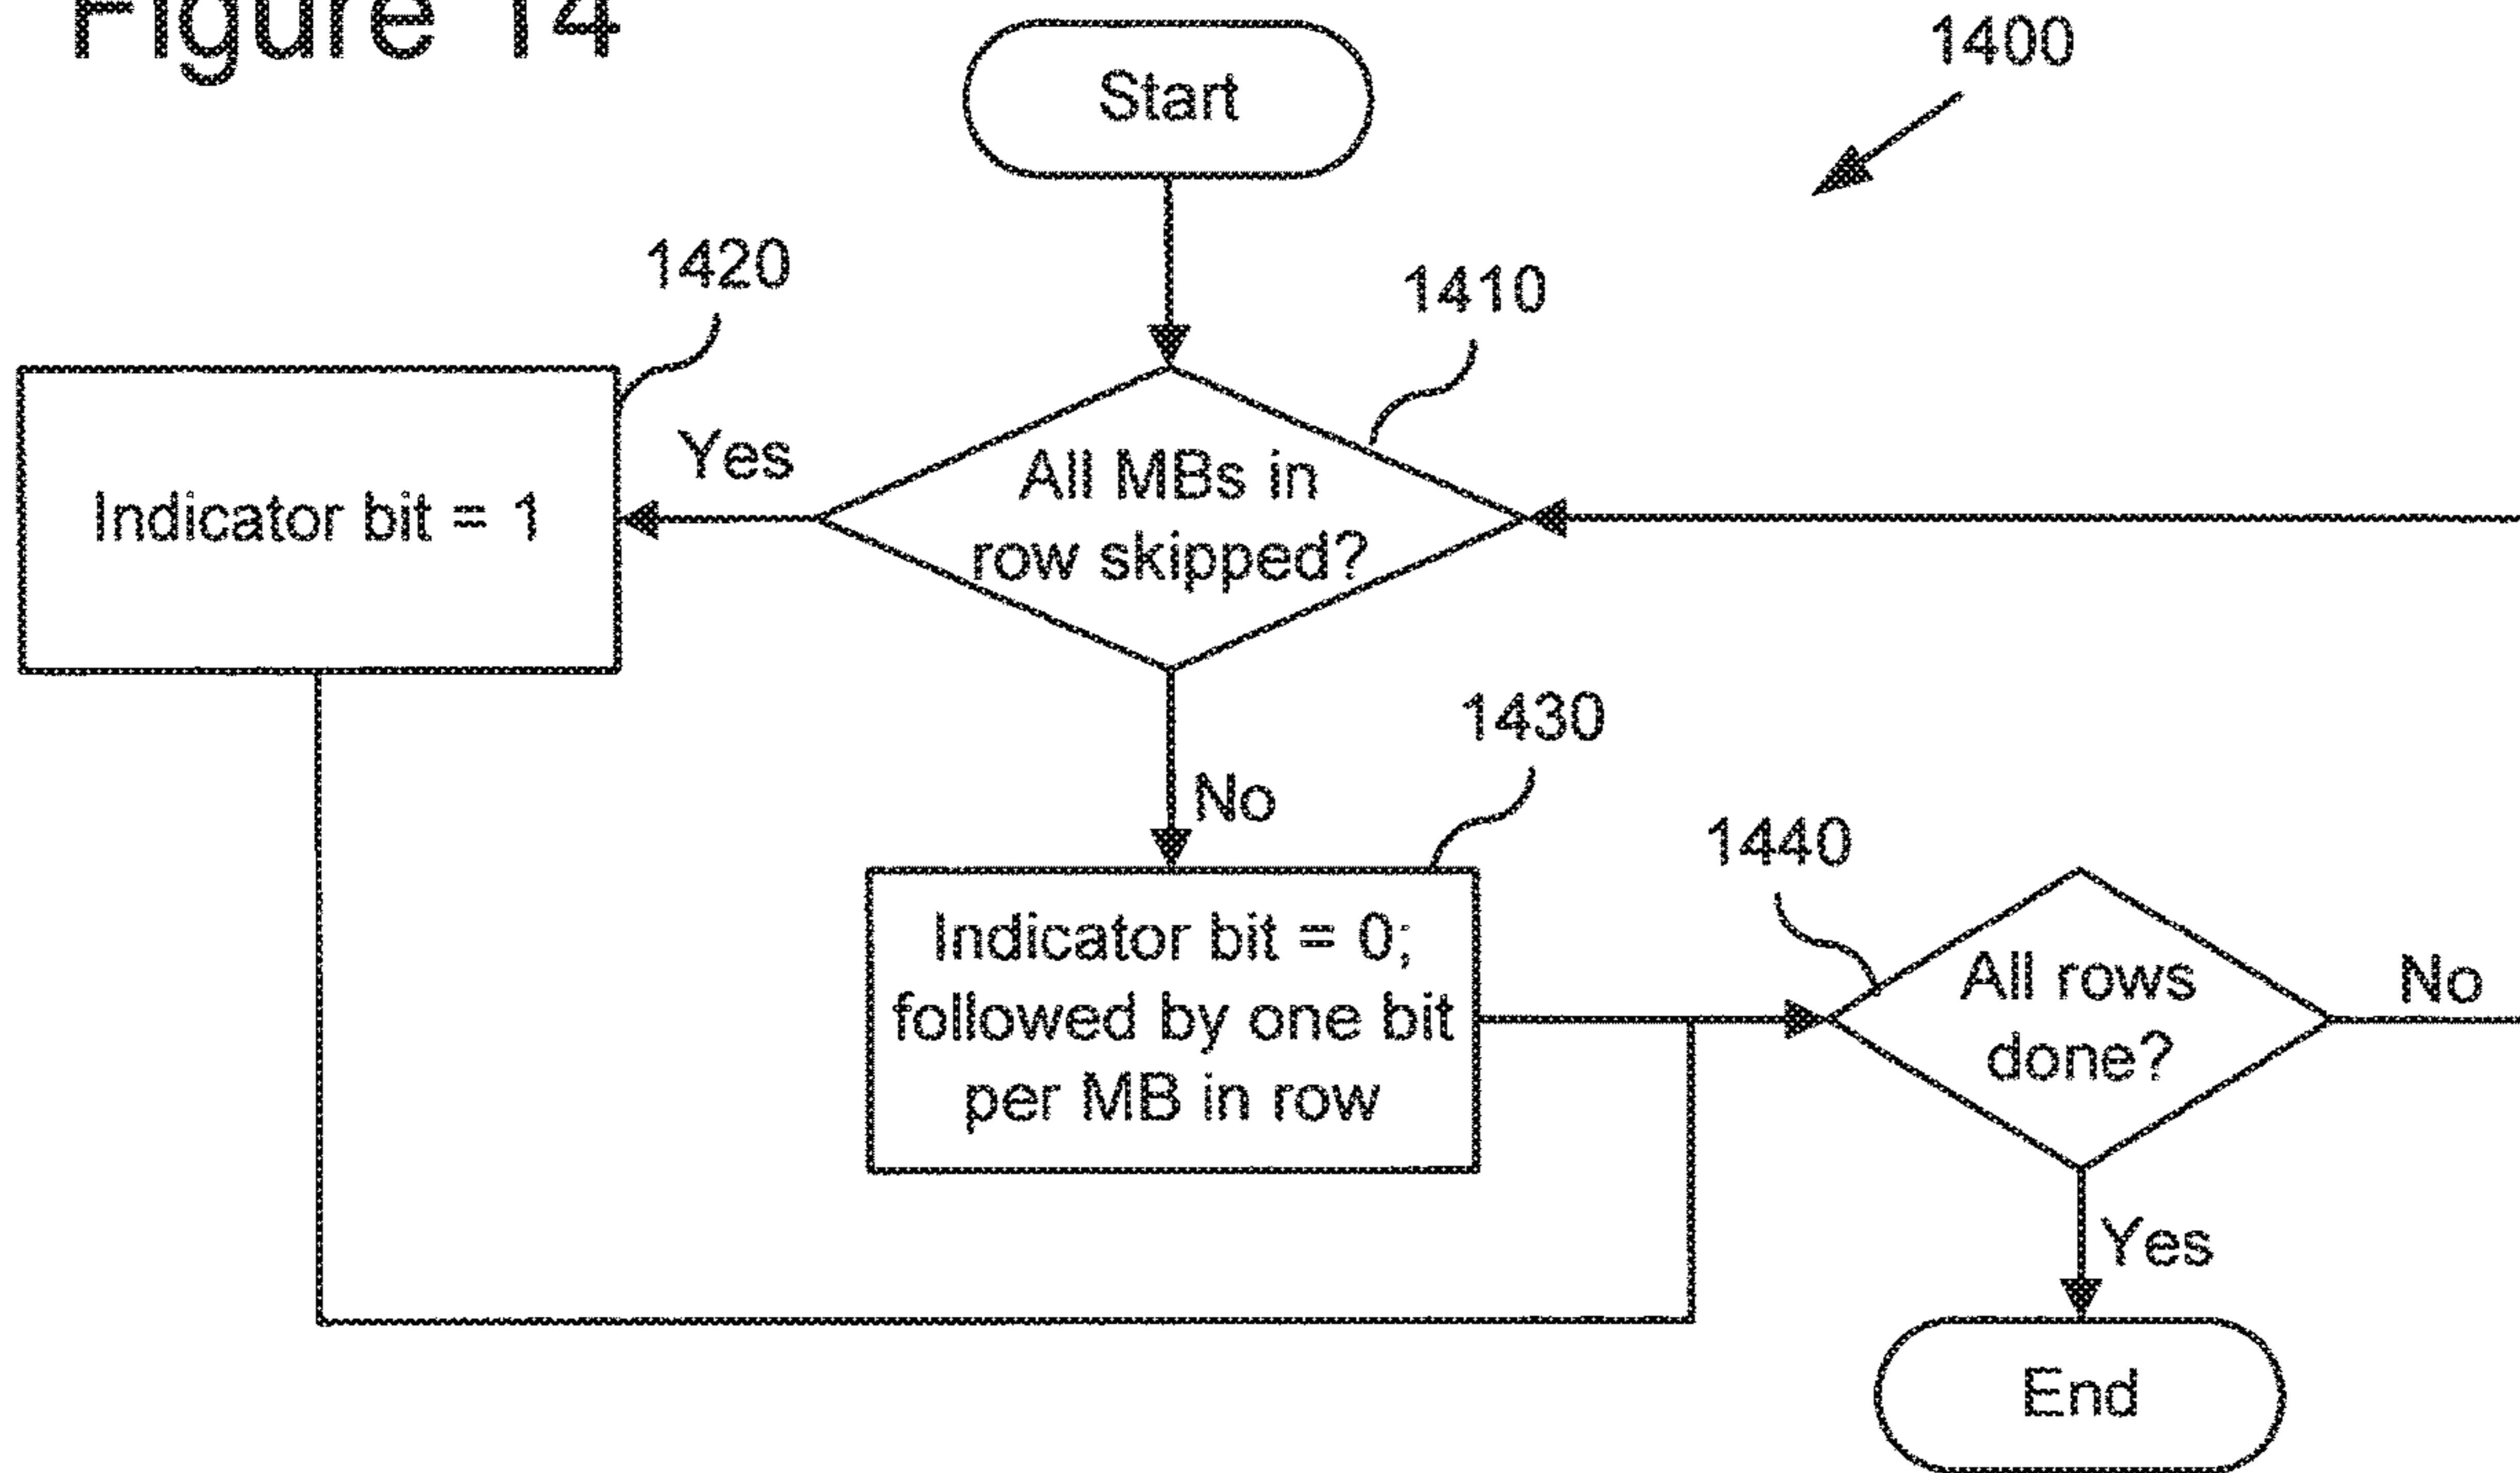 Figure 14
Start
1400
1420
1410
Yes
All MBs in
row skipped?
Indicator bit = 1
1430
No
1440
Indicator bit = 0;
followed by one bit
per MB in row
All rows
done?
No
Yes
End